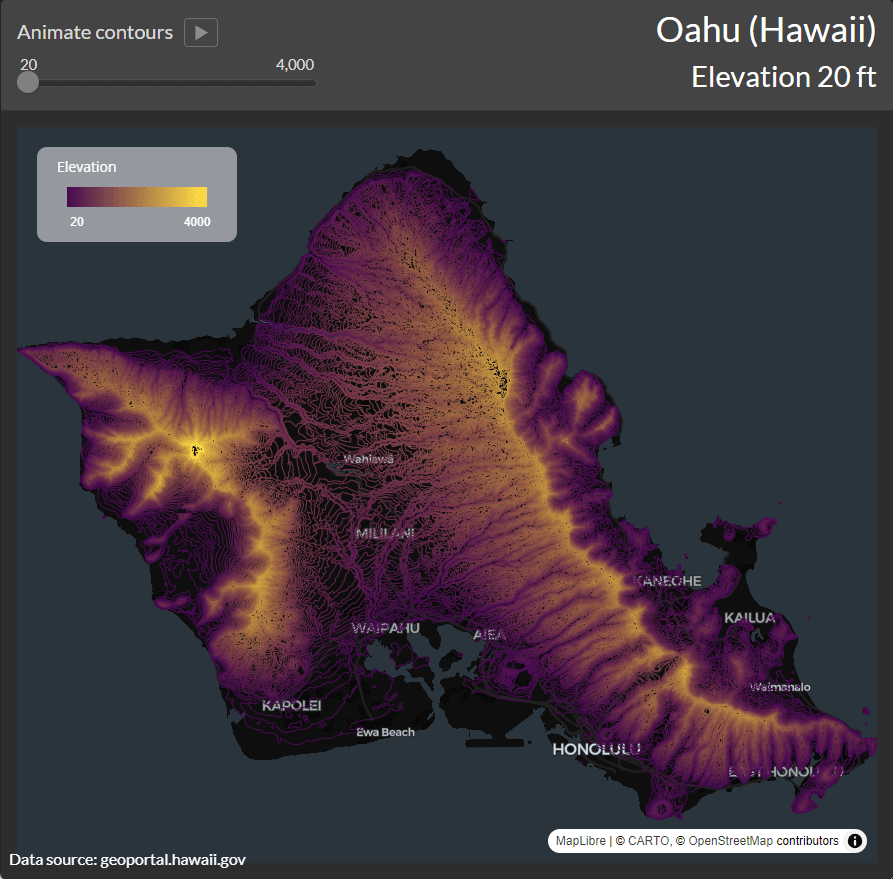 Animate contours
20 4,000
Oahu (Hawaii)
Elevation 20 ft
Elevation
20 4000
Wahiawa
MILILANI
KANEOHE
KAILUA
WAIPAHU
AIEA
Waimanalo
KAPOLEI
Ewa Beach
HONOLULU
EAST HONOLULU
MapLibre | © CARTO, © OpenStreetMap contributors
Data source: geoportal.hawaii.gov